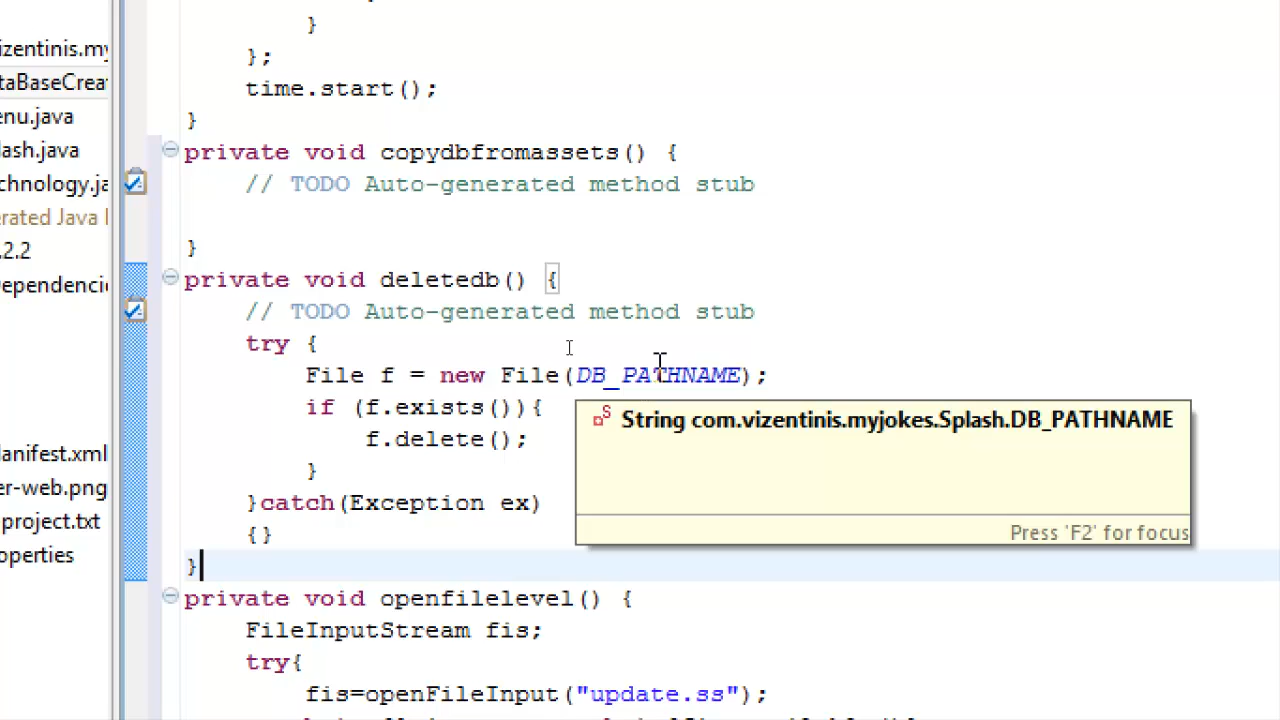 }
};
time.start();
}
private void copydbfromassets() {
// TODO Auto-generated method stub
}
private void deletedb() {
// TODO Auto-generated method stub
try {
File f = new File(DB_PATHNAME);
if (f.exists()){
f.delete();
}
}catch(Exception ex)
{}
}
private void openfilelevel() {
FileInputStream fis;
try{
fis=openFileInput("update.ss");
String com.vizentinis.myjokes.Splash.DB_PATHNAME
Press 'F2' for focus
izentinis.my
taBaseCrea
enu.java
lash.java
chnology.ja
erated Java
.2.2
ependenci
anifest.xml
er-web.png
project.txt
operties